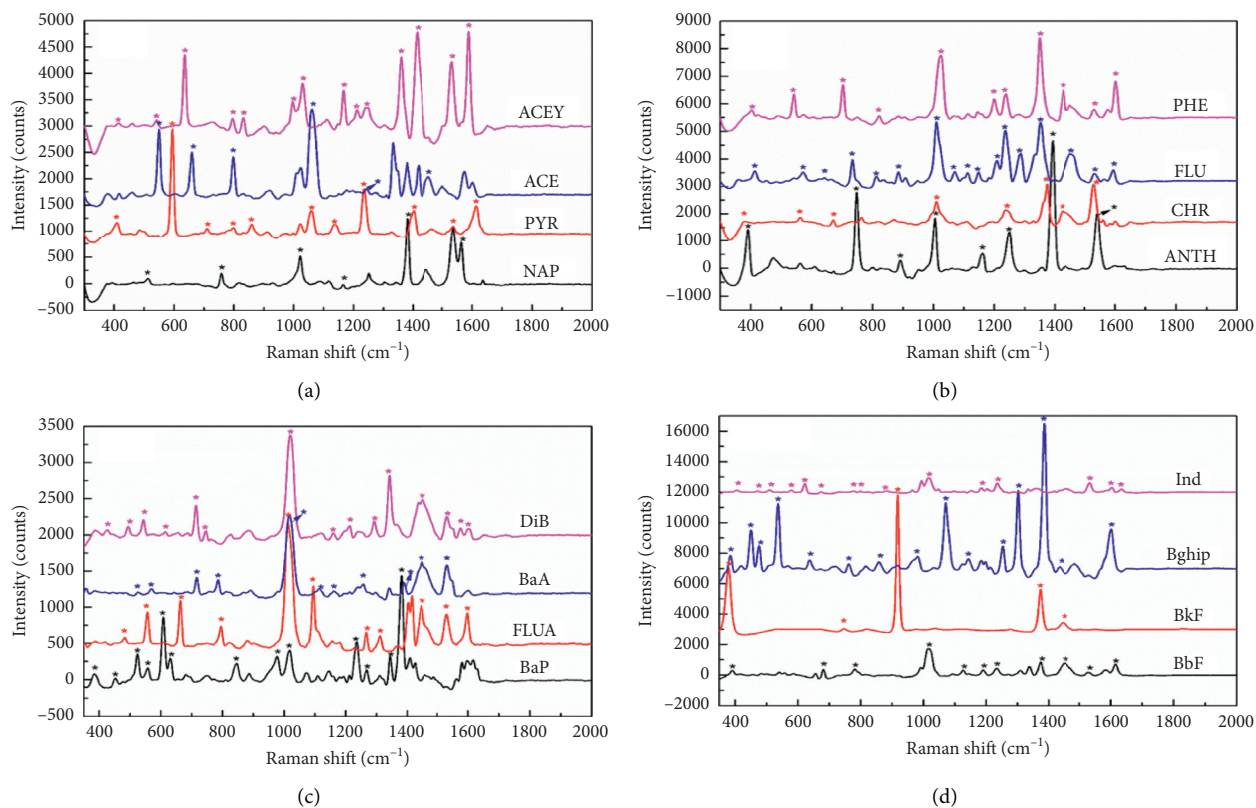 5000
4500
4000
3500
3000
2500
2000
1500
1000
500
0
−500
Intensity (counts)
ACEY
ACE
PYR
NAP
400 600 800 1000 1200 1400 1600 1800 2000
Raman shift (cm−1)
(a)
9000
8000
7000
6000
5000
4000
3000
2000
1000
0
−1000
Intensity (counts)
PHE
FLU
CHR
ANTH
400 600 800 1000 1200 1400 1600 1800 2000
Raman shift (cm−1)
(b)
3500
3000
2500
2000
1500
1000
500
0
−500
Intensity (counts)
DiB
BaA
FLUA
BaP
400 600 800 1000 1200 1400 1600 1800 2000
Raman shift (cm−1)
(c)
16000
14000
12000
10000
8000
6000
4000
2000
0
−2000
Intensity (counts)
Ind
Bghip
BkF
BbF
400 600 800 1000 1200 1400 1600 1800 2000
Raman shift (cm−1)
(d)